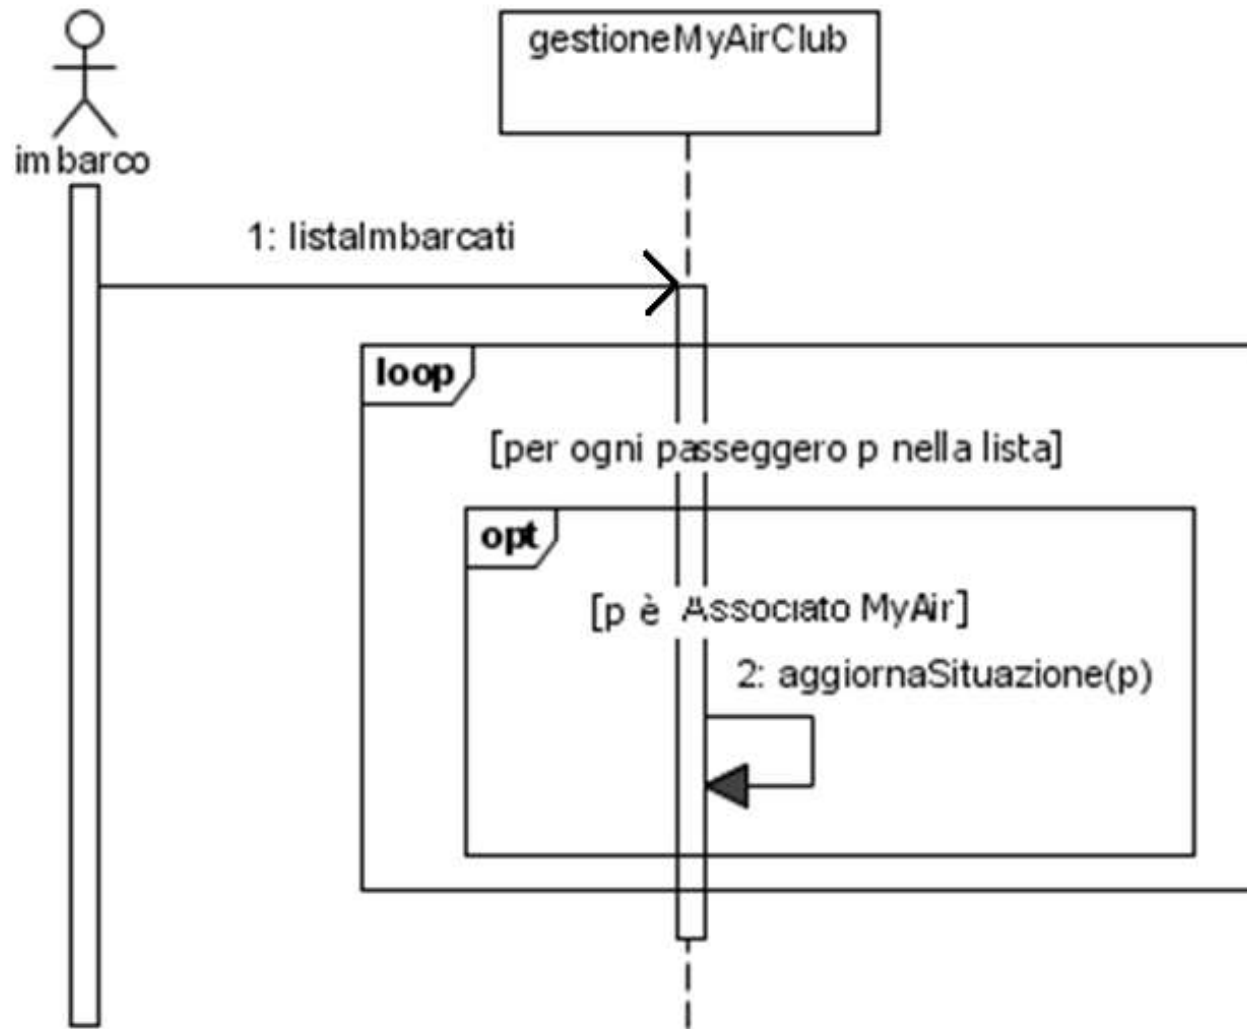 gestioneMyAirClub
imbarco
1: listaImbarcati
loop
[per ogni passeggero p nella lista]
opt
[p è Associato MyAir]
2: aggiornaSituazione(p)